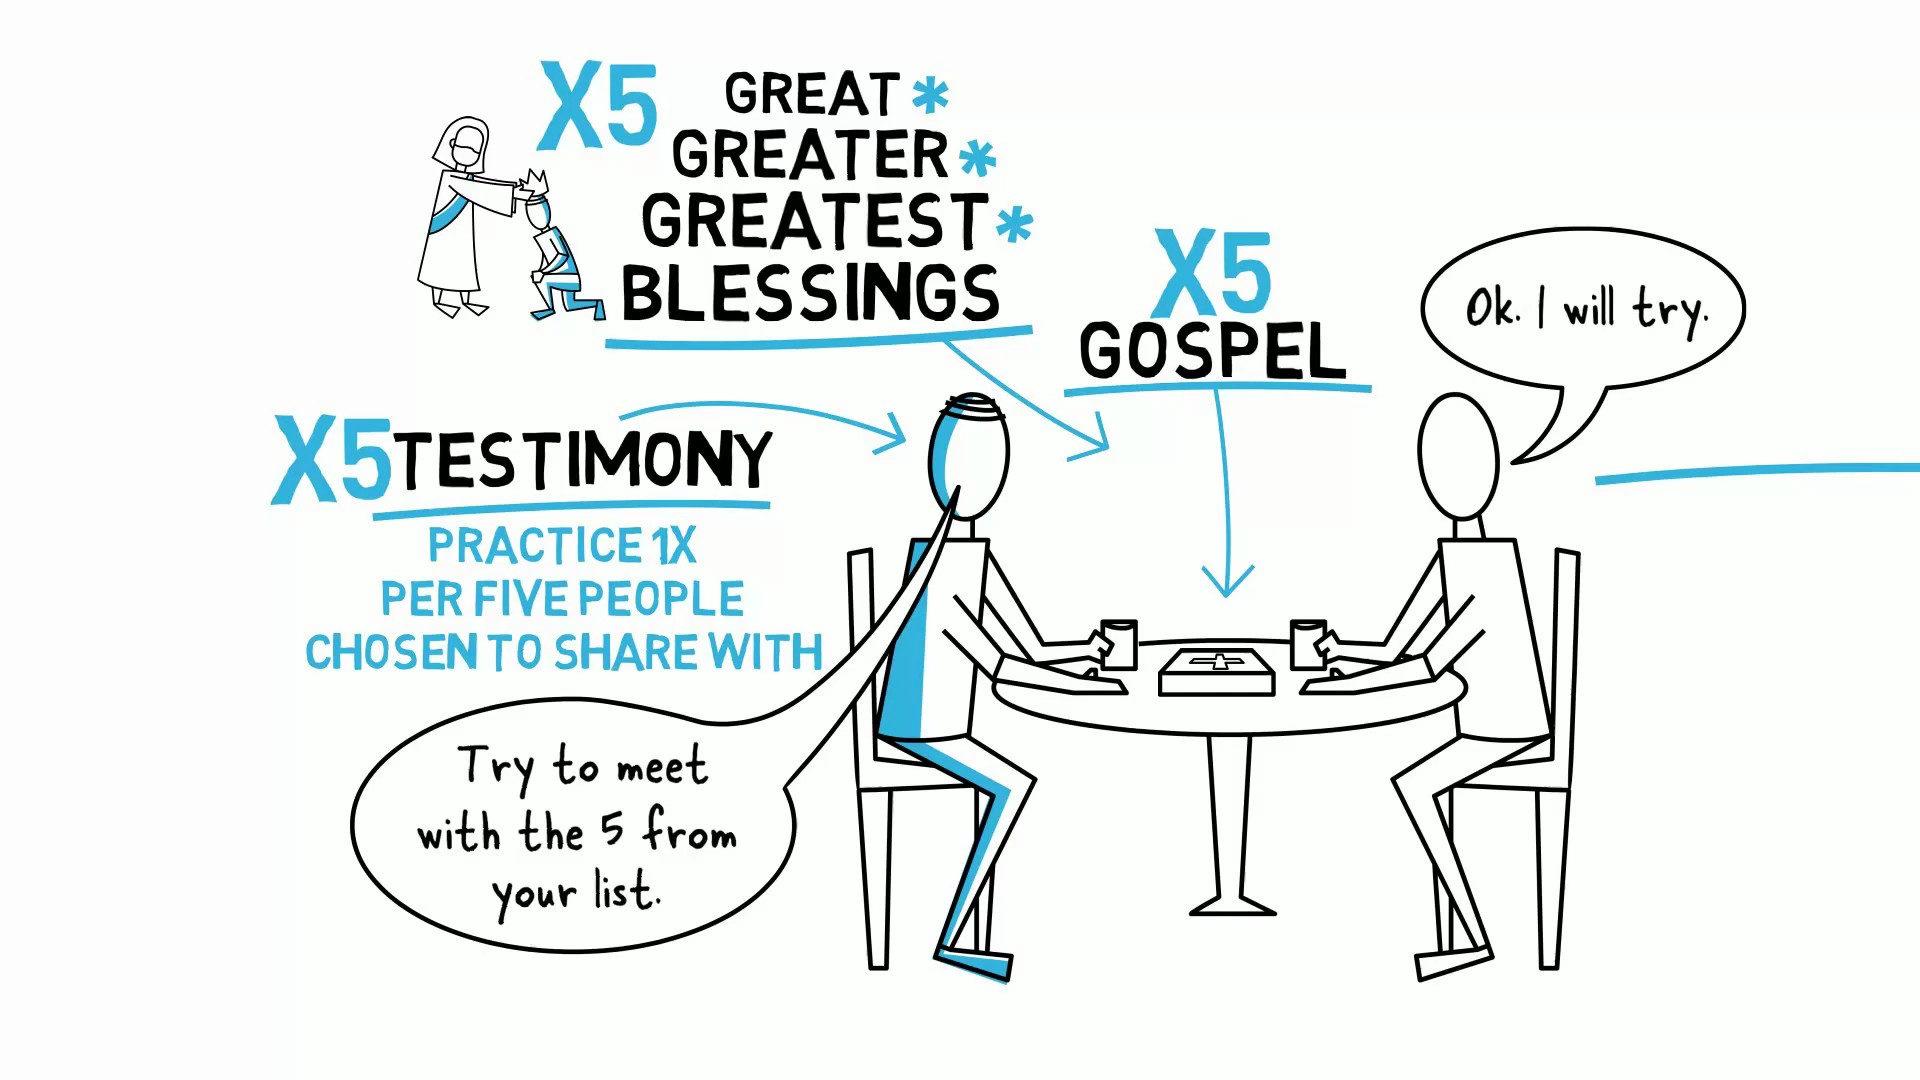 X5 GREAT *
GREATER *
GREATEST *
BLESSINGS
X5
GOSPEL
Ok. I will try.
X5 TESTIMONY
PRACTICE 1X
PER FIVE PEOPLE
CHOSEN TO SHARE WITH
Try to meet
with the 5 from
your list.